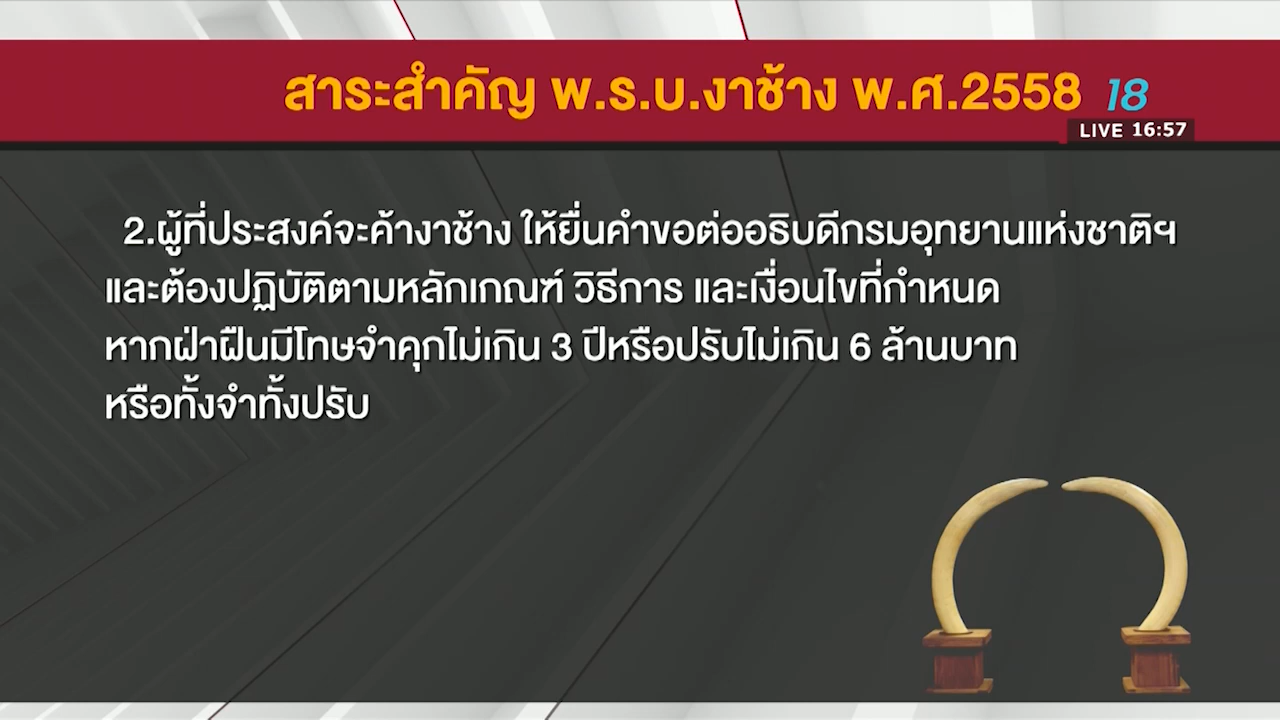 สาระสำคัญ พ.ร.บ.งาช้าง พ.ศ.2558
18
LIVE 16:57
2.ผู้ที่ประสงค์จะค้างาช้าง ให้ยื่นคำขอต่ออธิบดีกรมอุทยานแห่งชาติฯ
และต้องปฏิบัติตามหลักเกณฑ์ วิธีการ และเงื่อนไขที่กำหนด
หากฝ่าฝืนมีโทษจำคุกไม่เกิน 3 ปีหรือปรับไม่เกิน 6 ล้านบาท
หรือทั้งจำทั้งปรับ